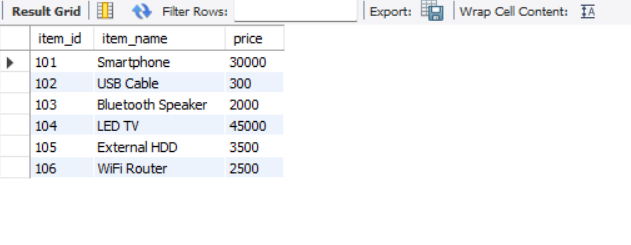 Result Grid Filter Rows: Export: Wrap Cell Content: IA
item_id item_name price
101 Smartphone 30000
102 USB Cable 300
103 Bluetooth Speaker 2000
104 LED TV 45000
105 External HDD 3500
106 WiFi Router 2500